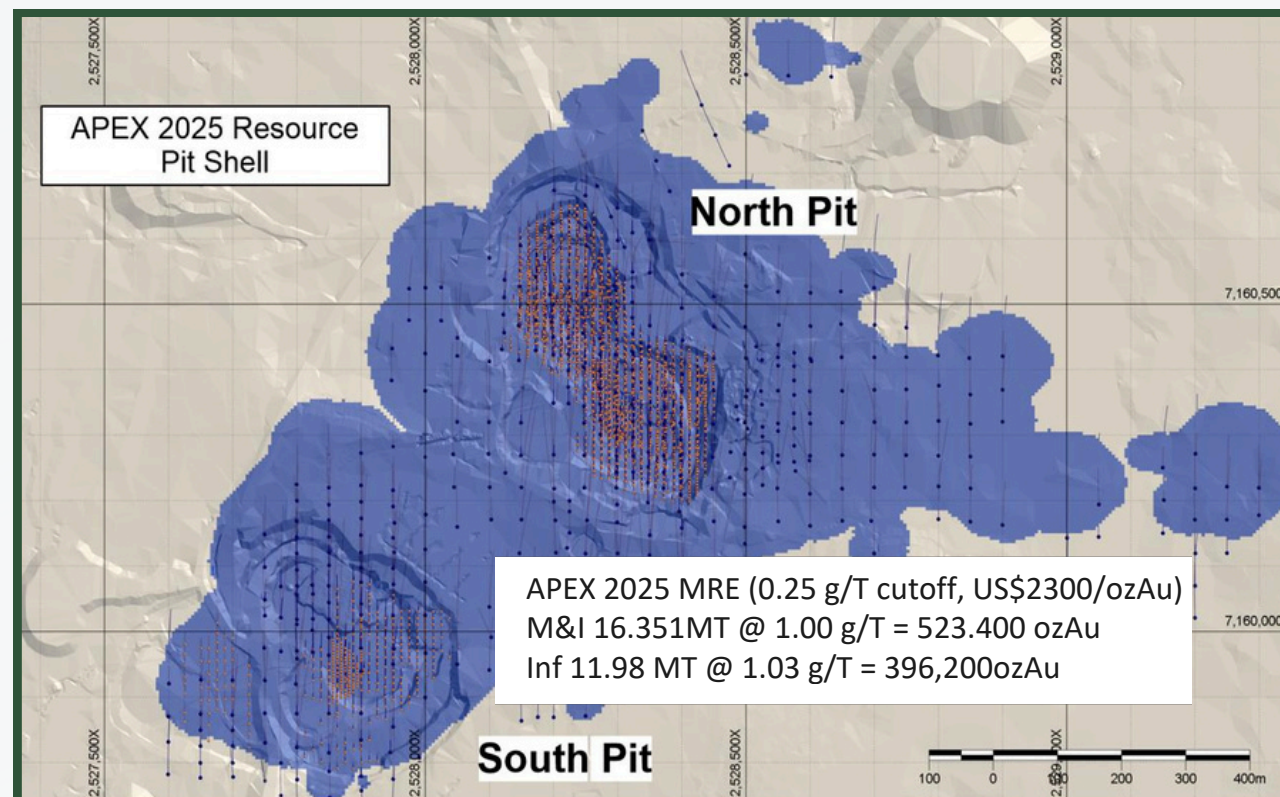 2,527,500X
2,528,000X
2,528,500X
2,529,000X
APEX 2025 Resource
Pit Shell
North Pit
7,160,500
APEX 2025 MRE (0.25 g/T cutoff, US$2300/ozAu)
M&I 16.351MT @ 1.00 g/T = 523.400 ozAu
Inf 11.98 MT @ 1.03 g/T = 396,200ozAu
7,160,000
South Pit
2,527,500X
2,528,000X
2,528,500X
100 0 200 300 400m